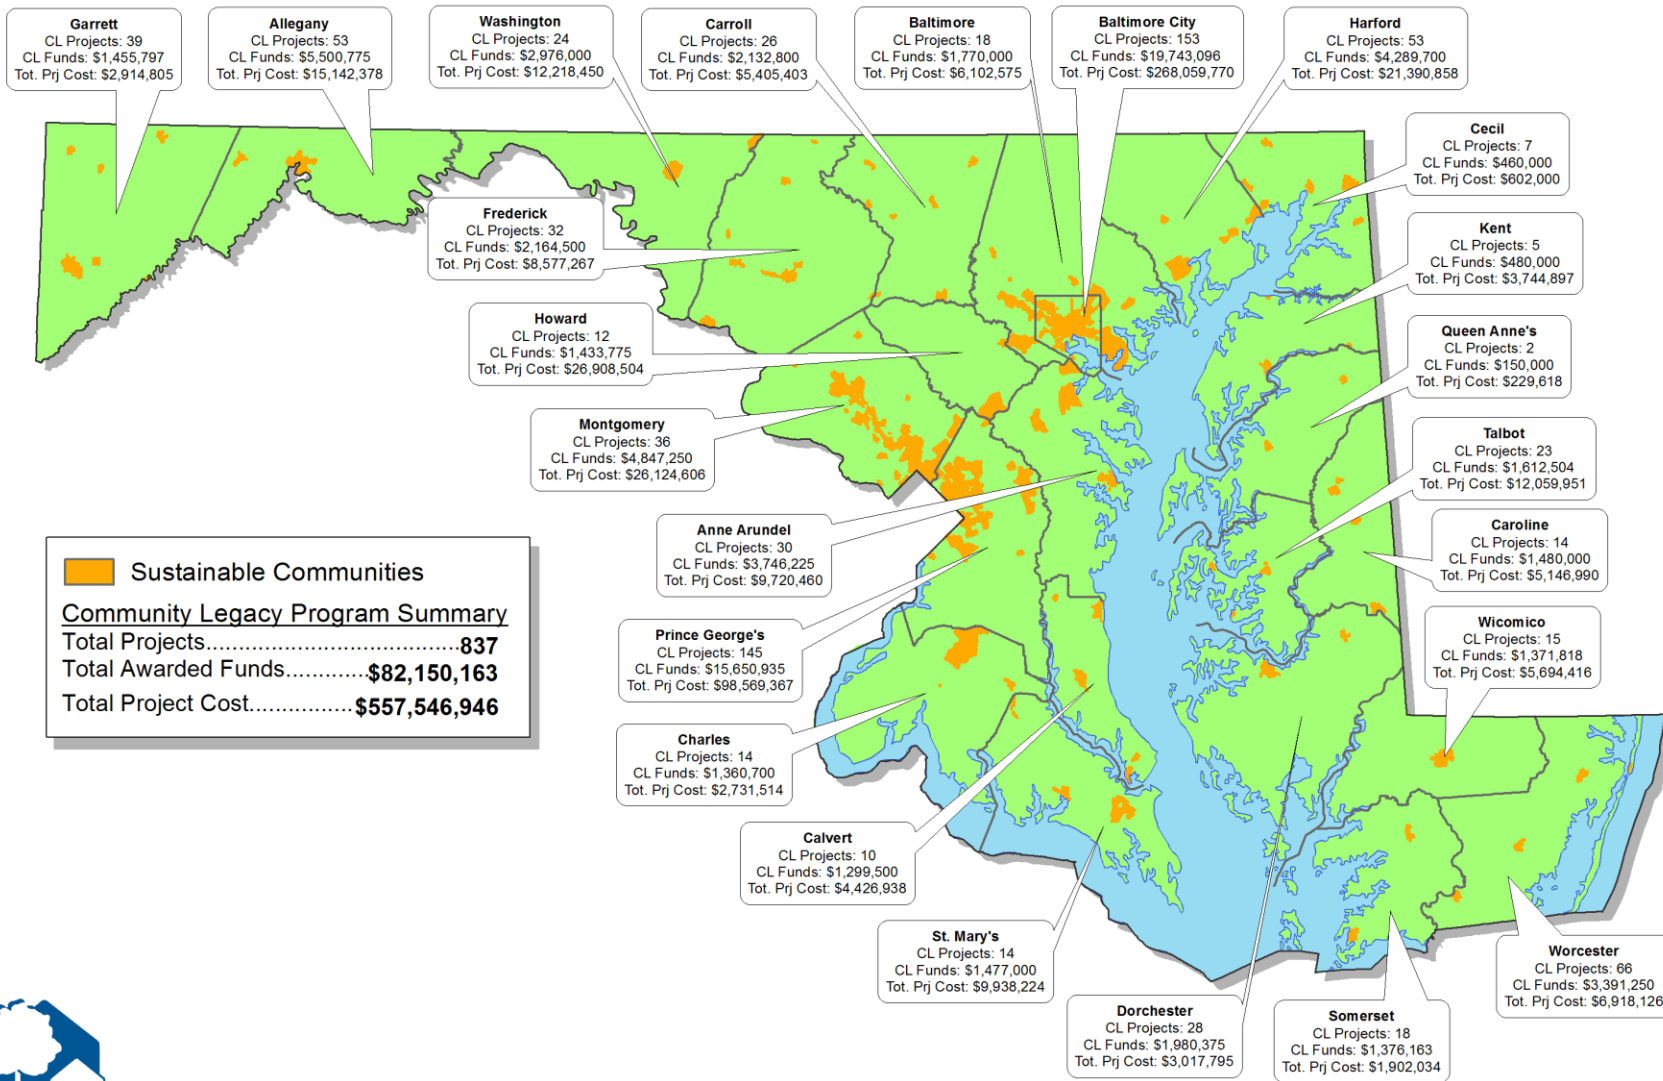 Garrett
CL Projects: 39
CL Funds: $1,455,797
Tot. Prj Cost: $2,914,805
Allegany
CL Projects: 53
CL Funds: $5,500,775
Tot. Prj Cost: $15,142,378
Washington
CL Projects: 24
CL Funds: $2,976,000
Tot. Prj Cost: $12,218,450
Carroll
CL Projects: 26
CL Funds: $2,132,800
Tot. Prj Cost: $5,405,403
Baltimore
CL Projects: 18
CL Funds: $1,770,000
Tot. Prj Cost: $6,102,575
Baltimore City
CL Projects: 153
CL Funds: $19,743,096
Tot. Prj Cost: $268,059,770
Harford
CL Projects: 53
CL Funds: $4,289,700
Tot. Prj Cost: $21,390,858
Cecil
CL Projects: 7
CL Funds: $460,000
Tot. Prj Cost: $602,000
Frederick
CL Projects: 32
CL Funds: $2,164,500
Tot. Prj Cost: $8,577,267
Kent
CL Projects: 5
CL Funds: $480,000
Tot. Prj Cost: $3,744,897
Howard
CL Projects: 12
CL Funds: $1,433,775
Tot. Prj Cost: $26,908,504
Queen Anne's
CL Projects: 2
CL Funds: $150,000
Tot. Prj Cost: $229,618
Montgomery
CL Projects: 36
CL Funds: $4,847,250
Tot. Prj Cost: $26,124,606
Talbot
CL Projects: 23
CL Funds: $1,612,504
Tot. Prj Cost: $12,059,951
Anne Arundel
CL Projects: 30
CL Funds: $3,746,225
Tot. Prj Cost: $9,720,460
Caroline
CL Projects: 14
CL Funds: $1,480,000
Tot. Prj Cost: $5,146,990
Sustainable Communities
Community Legacy Program Summary
Total Projects....................................837
Total Awarded Funds............$82,150,163
Total Project Cost................$557,546,946
Prince George's
CL Projects: 145
CL Funds: $15,650,935
Tot. Prj Cost: $98,569,367
Wicomico
CL Projects: 15
CL Funds: $1,371,818
Tot. Prj Cost: $5,694,416
Charles
CL Projects: 14
CL Funds: $1,360,700
Tot. Prj Cost: $2,731,514
Calvert
CL Projects: 10
CL Funds: $1,299,500
Tot. Prj Cost: $4,426,938
St. Mary's
CL Projects: 14
CL Funds: $1,477,000
Tot. Prj Cost: $9,938,224
Worcester
CL Projects: 66
CL Funds: $3,391,250
Tot. Prj Cost: $6,918,126
Dorchester
CL Projects: 28
CL Funds: $1,980,375
Tot. Prj Cost: $3,017,795
Somerset
CL Projects: 18
CL Funds: $1,376,163
Tot. Prj Cost: $1,902,034